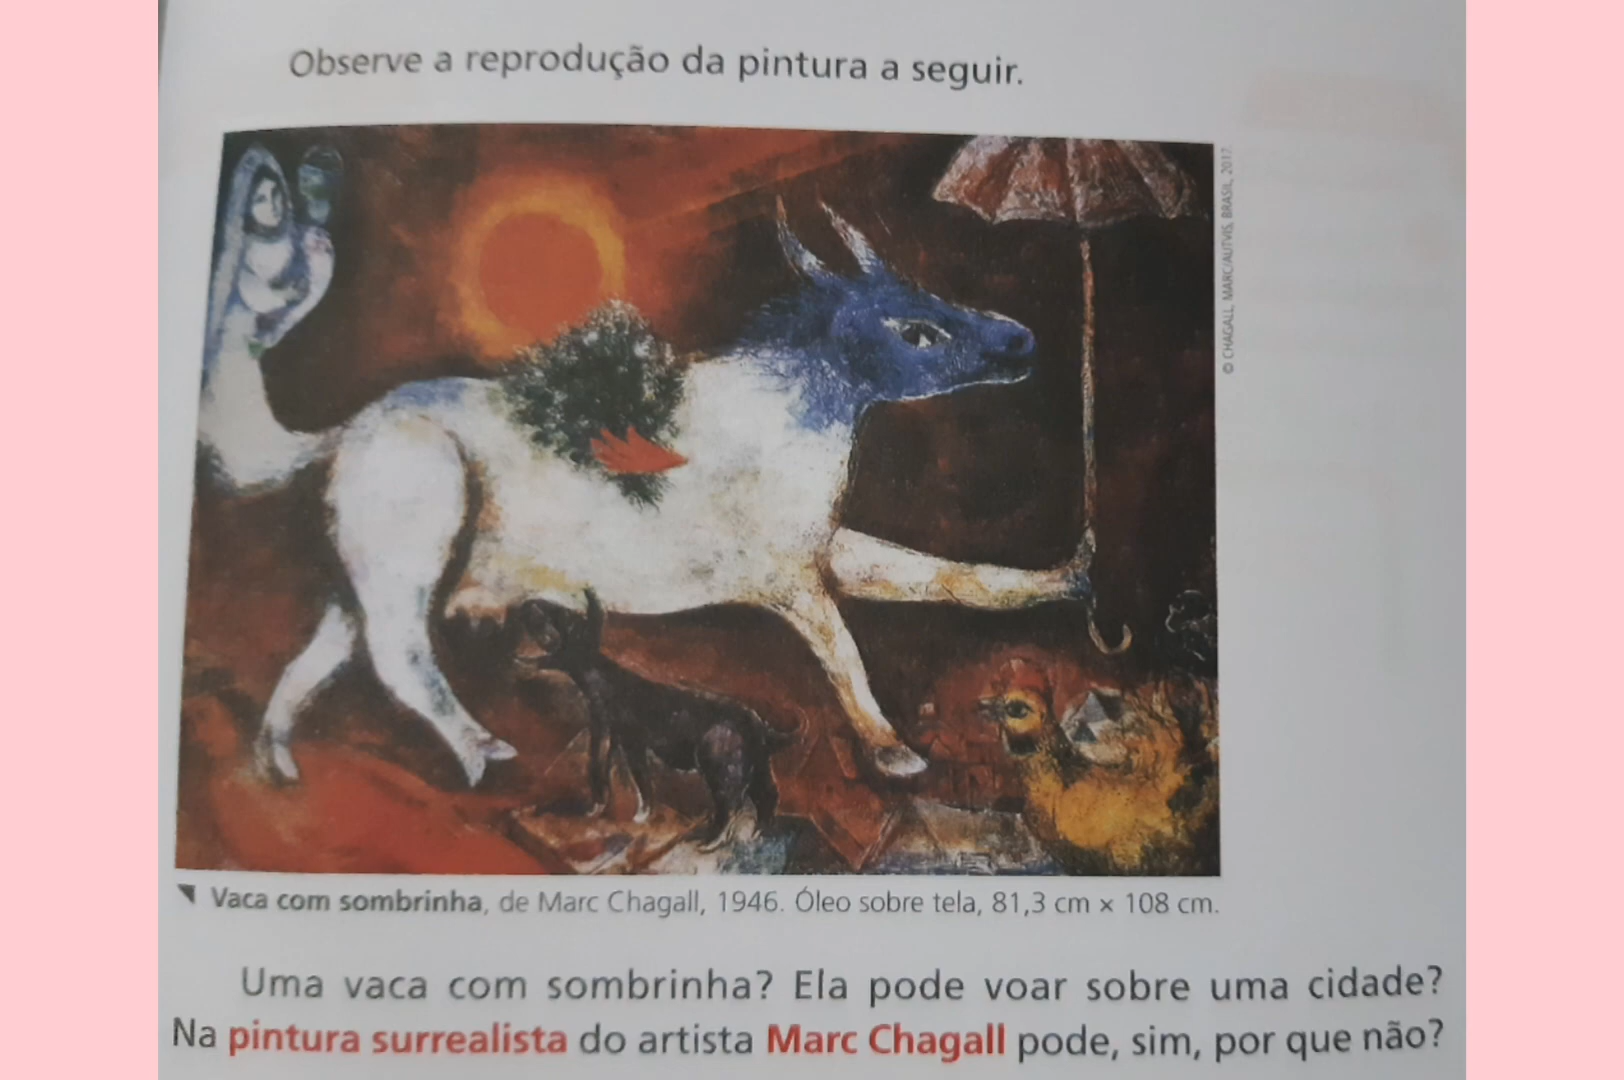 Observe a reprodução da pintura a seguir.
© CHAGALL, MARC/AUTVIS, BRASIL, 2017.
Vaca com sombrinha, de Marc Chagall, 1946. Óleo sobre tela, 81,3 cm × 108 cm.
Uma vaca com sombrinha? Ela pode voar sobre uma cidade?
Na pintura surrealista do artista Marc Chagall pode, sim, por que não?